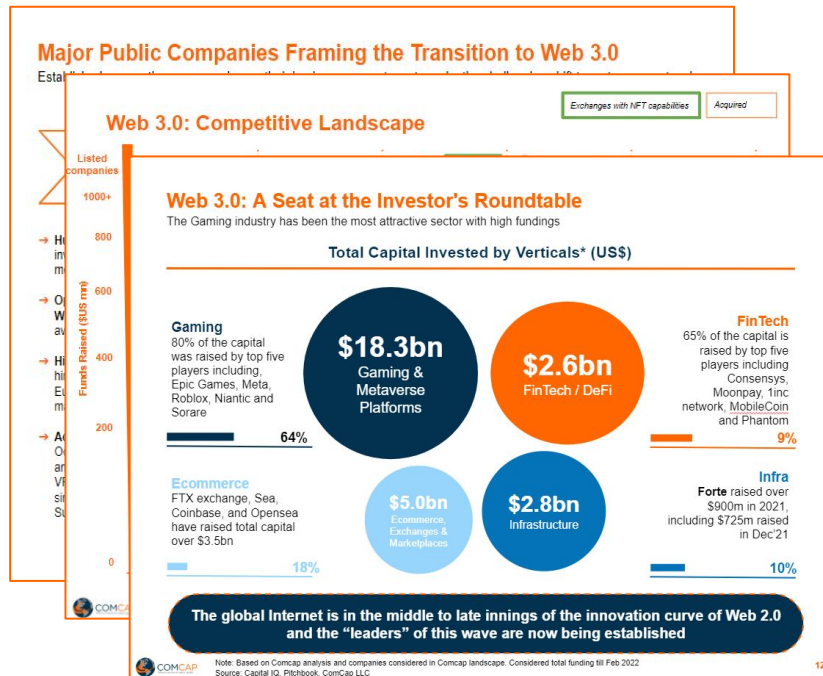 Major Public Companies Framing the Transition to Web 3.0
Exchanges with NFT capabilities
Acquired
Web 3.0: Competitive Landscape
Listed
companies
1000+
800
600
400
200
0
Funds Raised ($US mn)
Web 3.0: A Seat at the Investor's Roundtable
The Gaming industry has been the most attractive sector with high fundings
Total Capital Invested by Verticals* (US$)
Gaming
80% of the capital
was raised by top five
players including,
Epic Games, Meta,
Roblox, Niantic and
Sorare
64%
$18.3bn
Gaming &
Metaverse
Platforms
$2.6bn
FinTech / DeFi
FinTech
65% of the capital is
raised by top five
players including
Consensys,
Moonpay, 1inc
network, MobileCoin
and Phantom
9%
Ecommerce
FTX exchange, Sea,
Coinbase, and Opensea
have raised total capital
over $3.5bn
18%
$5.0bn
Ecommerce,
Exchanges &
Marketplaces
$2.8bn
Infrastructure
Infra
Forte raised over
$900m in 2021,
including $725m raised
in Dec'21
10%
The global Internet is in the middle to late innings of the innovation curve of Web 2.0
and the “leaders” of this wave are now being established
COMCAP
Note: Based on Comcap analysis and companies considered in Comcap landscape. Considered total funding till Feb 2022
Source: Capital IQ, Pitchbook, ComCap LLC